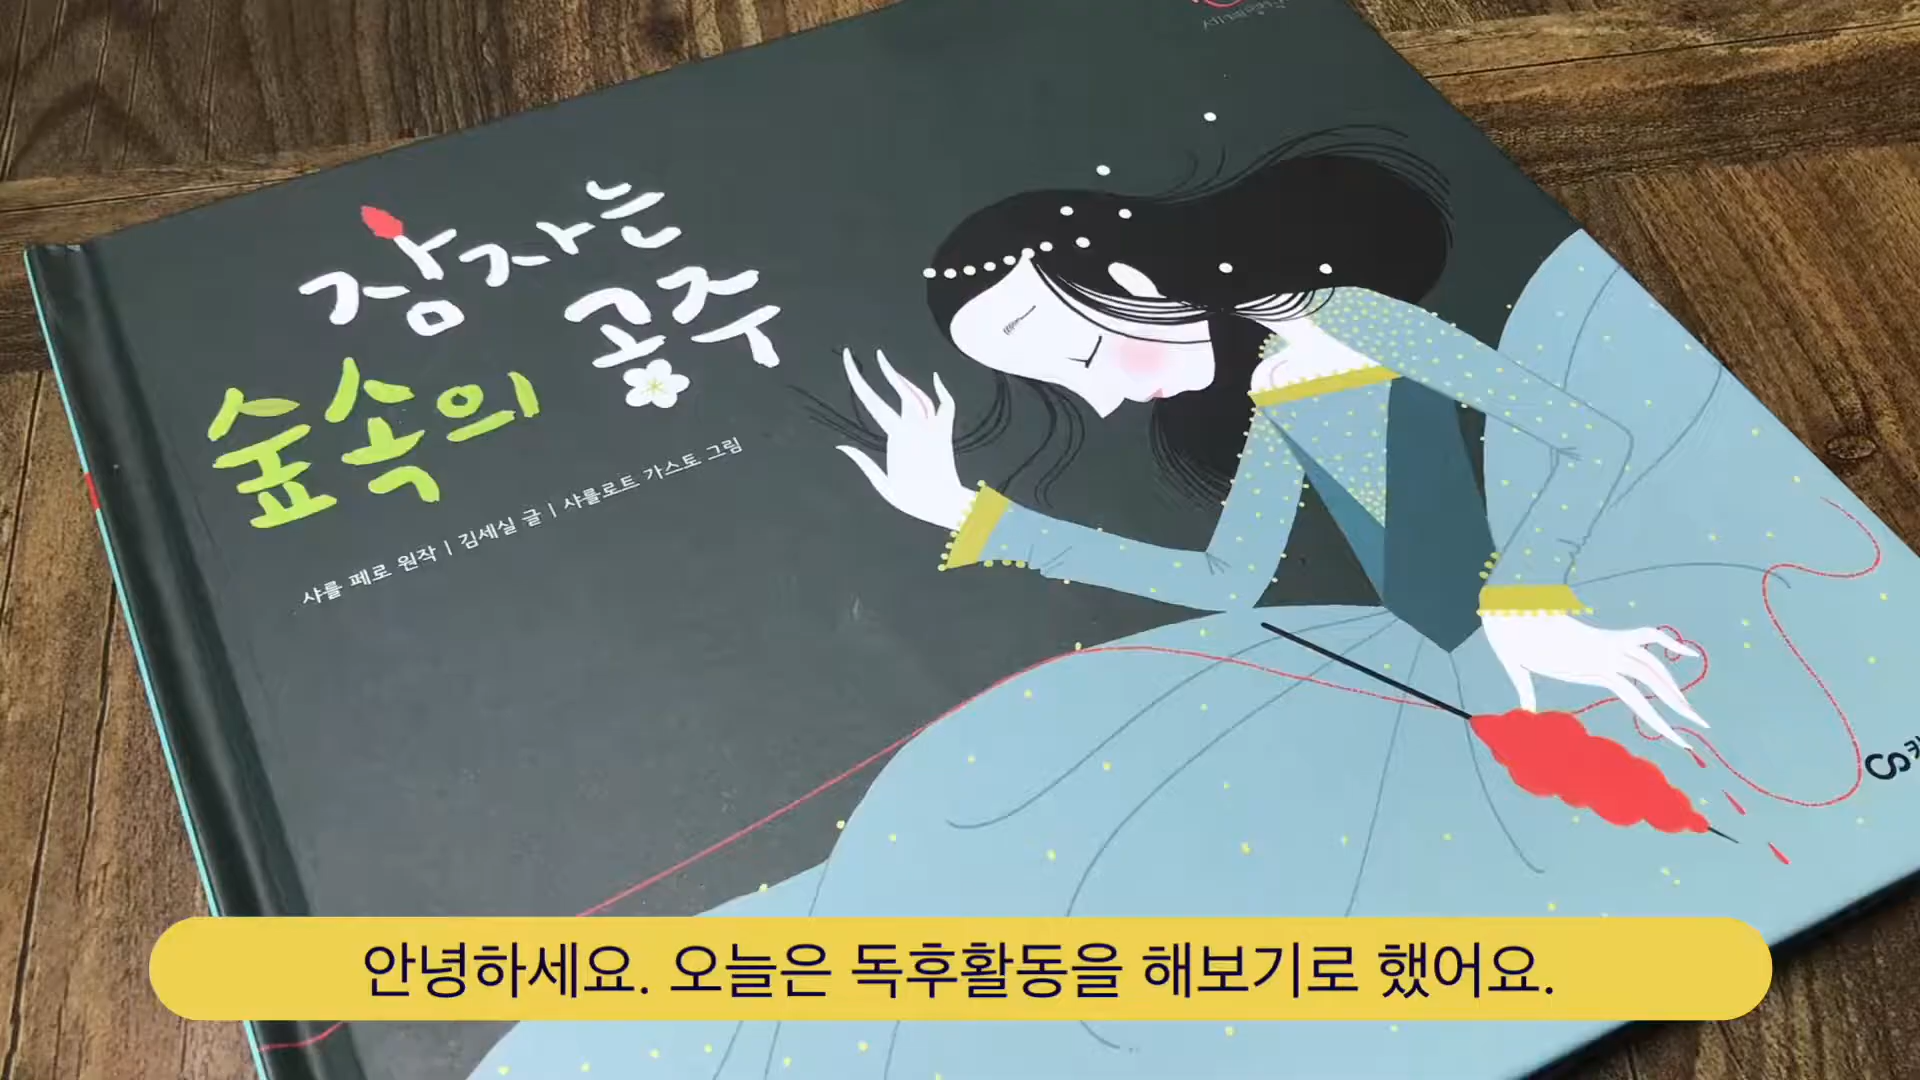 잠자는
숲속의 공주
샤를 페로 원작 | 김세실 글 | 샤를로트 가스토 그림
안녕하세요. 오늘은 독후활동을 해보기로 했어요.